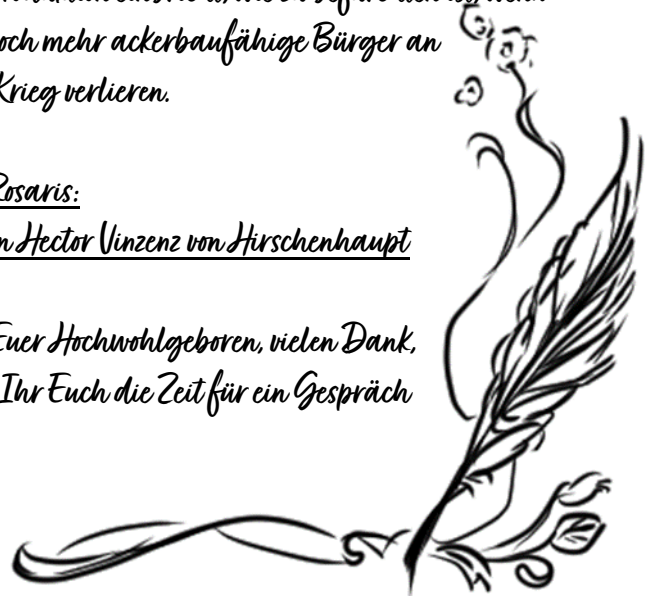 och mehr ackerbaufähige Bürger an
Krieg verlieren.
Rosaris:
n Hector Vinzenz von Hirschenhaupt
Euer Hochwohlgeboren, vielen Dank,
Ihr Euch die Zeit für ein Gespräch